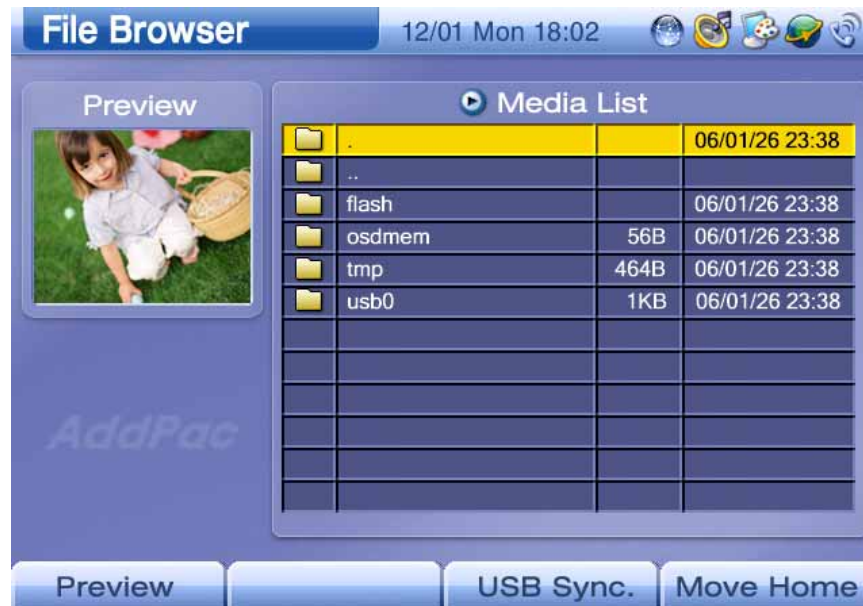 File Browser
12/01 Mon 18:02
Preview
Media List
. 06/01/26 23:38
..
flash 06/01/26 23:38
osdmem 56B 06/01/26 23:38
tmp 464B 06/01/26 23:38
usb0 1KB 06/01/26 23:38
AddPac
Preview
USB Sync.
Move Home